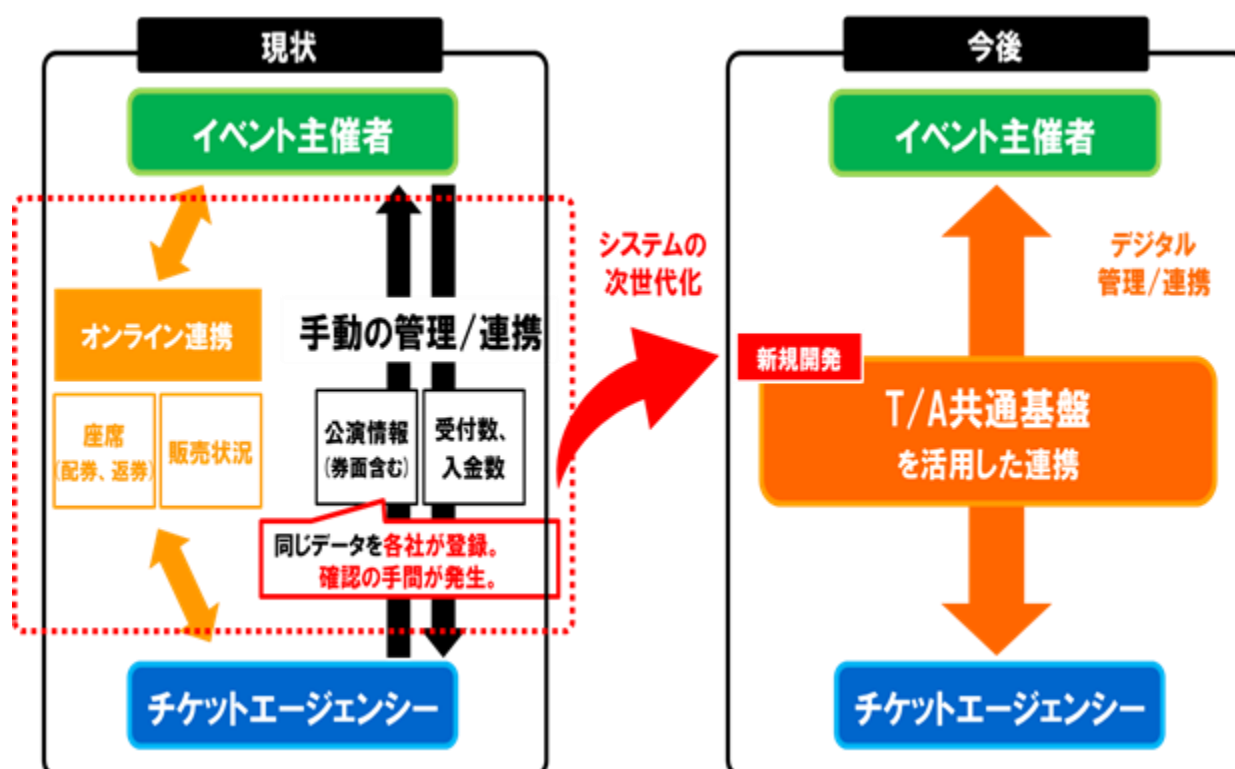 現状
イベント主催者
オンライン連携
座席
(配券、返券)
販売状況
手動の管理/連携
公演情報
(券面含む)
受付数、
入金数
同じデータを各社が登録。
確認の手間が発生。
チケットエージェンシー
システムの
次世代化
今後
イベント主催者
デジタル
管理/連携
新規開発
T/A共通基盤
を活用した連携
チケットエージェンシー